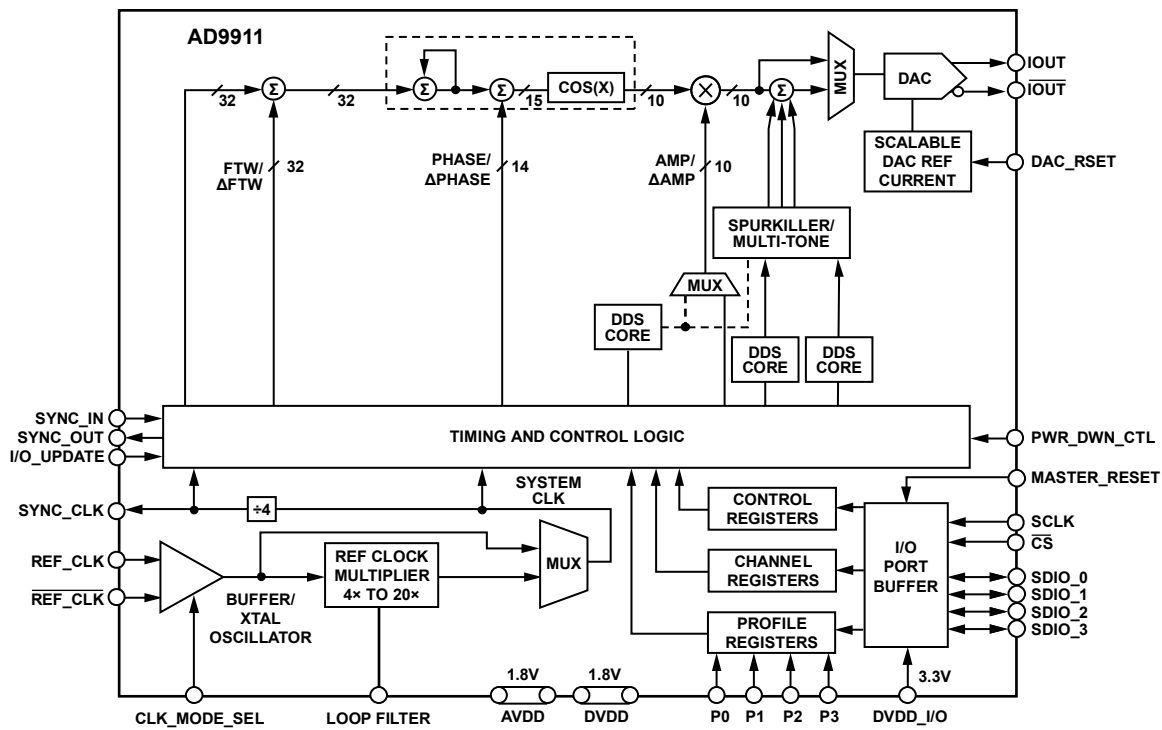 AD9911
Σ
Σ
Σ
COS(X)
Σ
MUX
DAC
IOUT
IOUT
32
32
15
10
10
FTW/
ΔFTW
32
PHASE/
ΔPHASE
14
AMP/
ΔAMP
10
SCALABLE
DAC REF
CURRENT
DAC_RSET
SPURKILLER/
MULTI-TONE
MUX
DDS
CORE
DDS
CORE
DDS
CORE
SYNC_IN
SYNC_OUT
I/O_UPDATE
TIMING AND CONTROL LOGIC
PWR_DWN_CTL
MASTER_RESET
SYNC_CLK
÷4
SYSTEM
CLK
CONTROL
REGISTERS
SCLK
CS
REF_CLK
REF_CLK
REF CLOCK
MULTIPLIER
4× TO 20×
MUX
CHANNEL
REGISTERS
I/O
PORT
BUFFER
SDIO_0
SDIO_1
SDIO_2
SDIO_3
BUFFER/
XTAL
OSCILLATOR
PROFILE
REGISTERS
1.8V
1.8V
3.3V
CLK_MODE_SEL
LOOP FILTER
AVDD
DVDD
P0
P1
P2
P3
DVDD_I/O